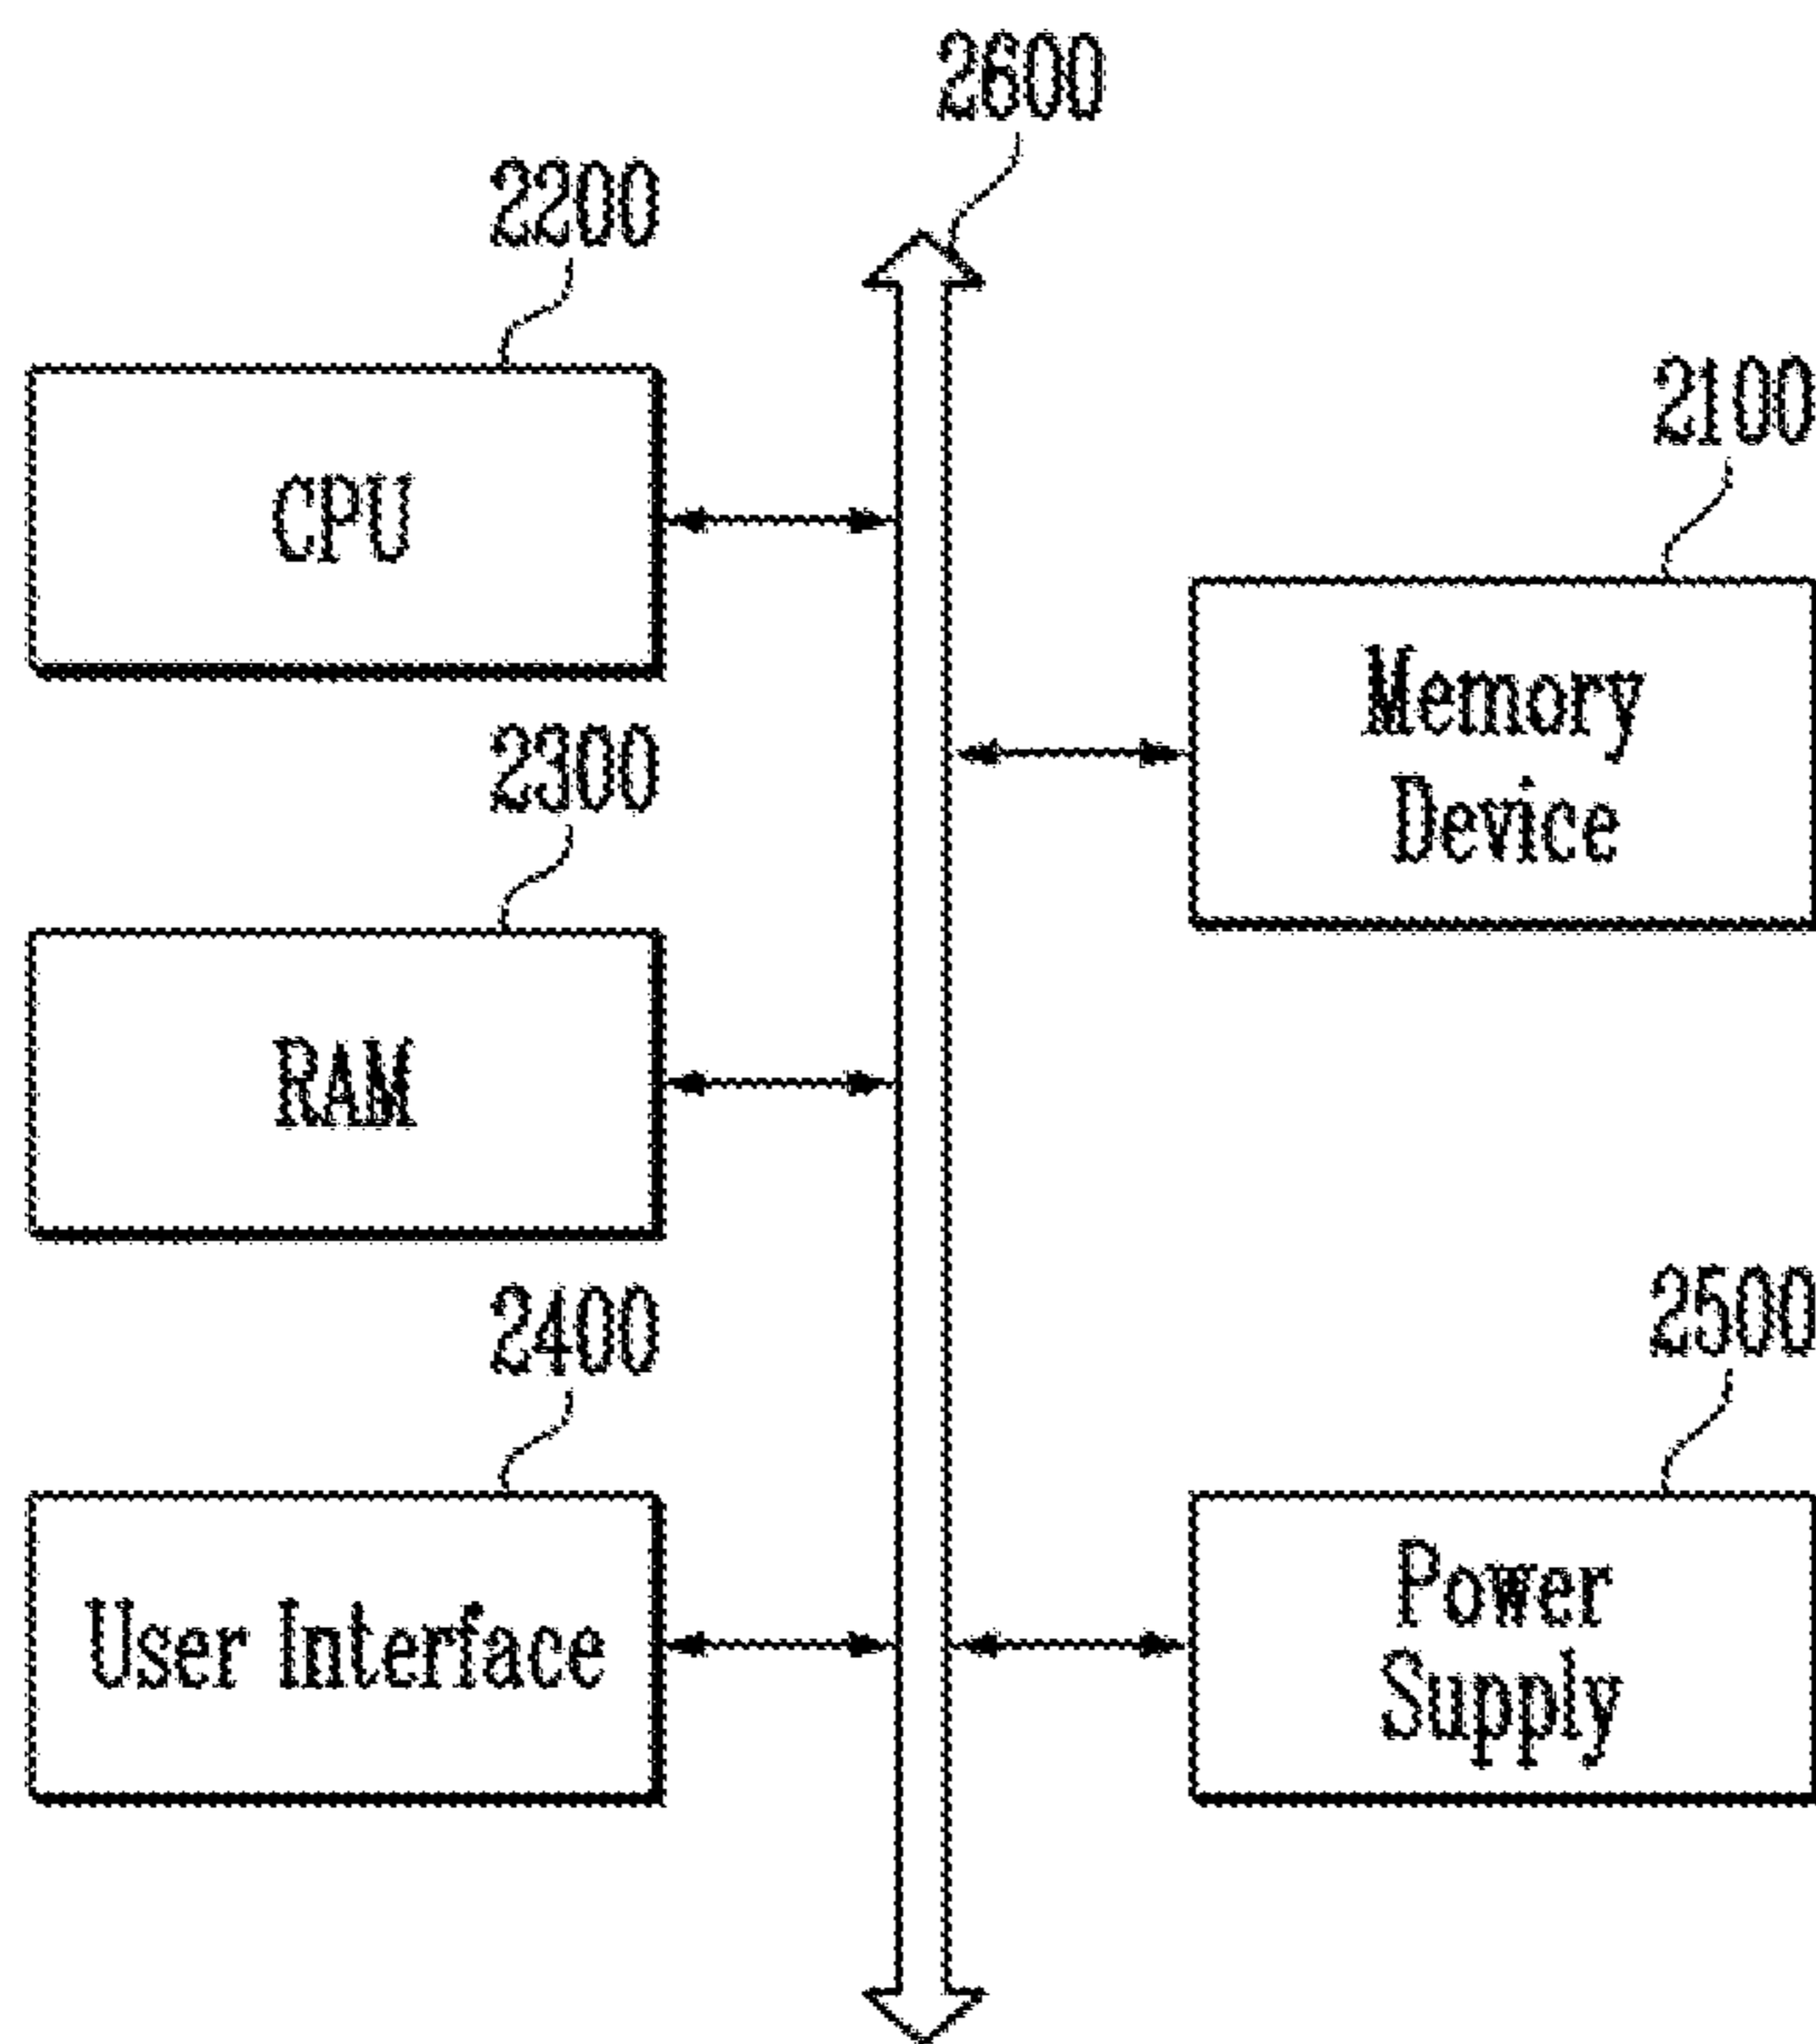 2600
2200
CPU
2100
Memory
Device
2300
RAM
2400
User Interface
2500
Power
Supply